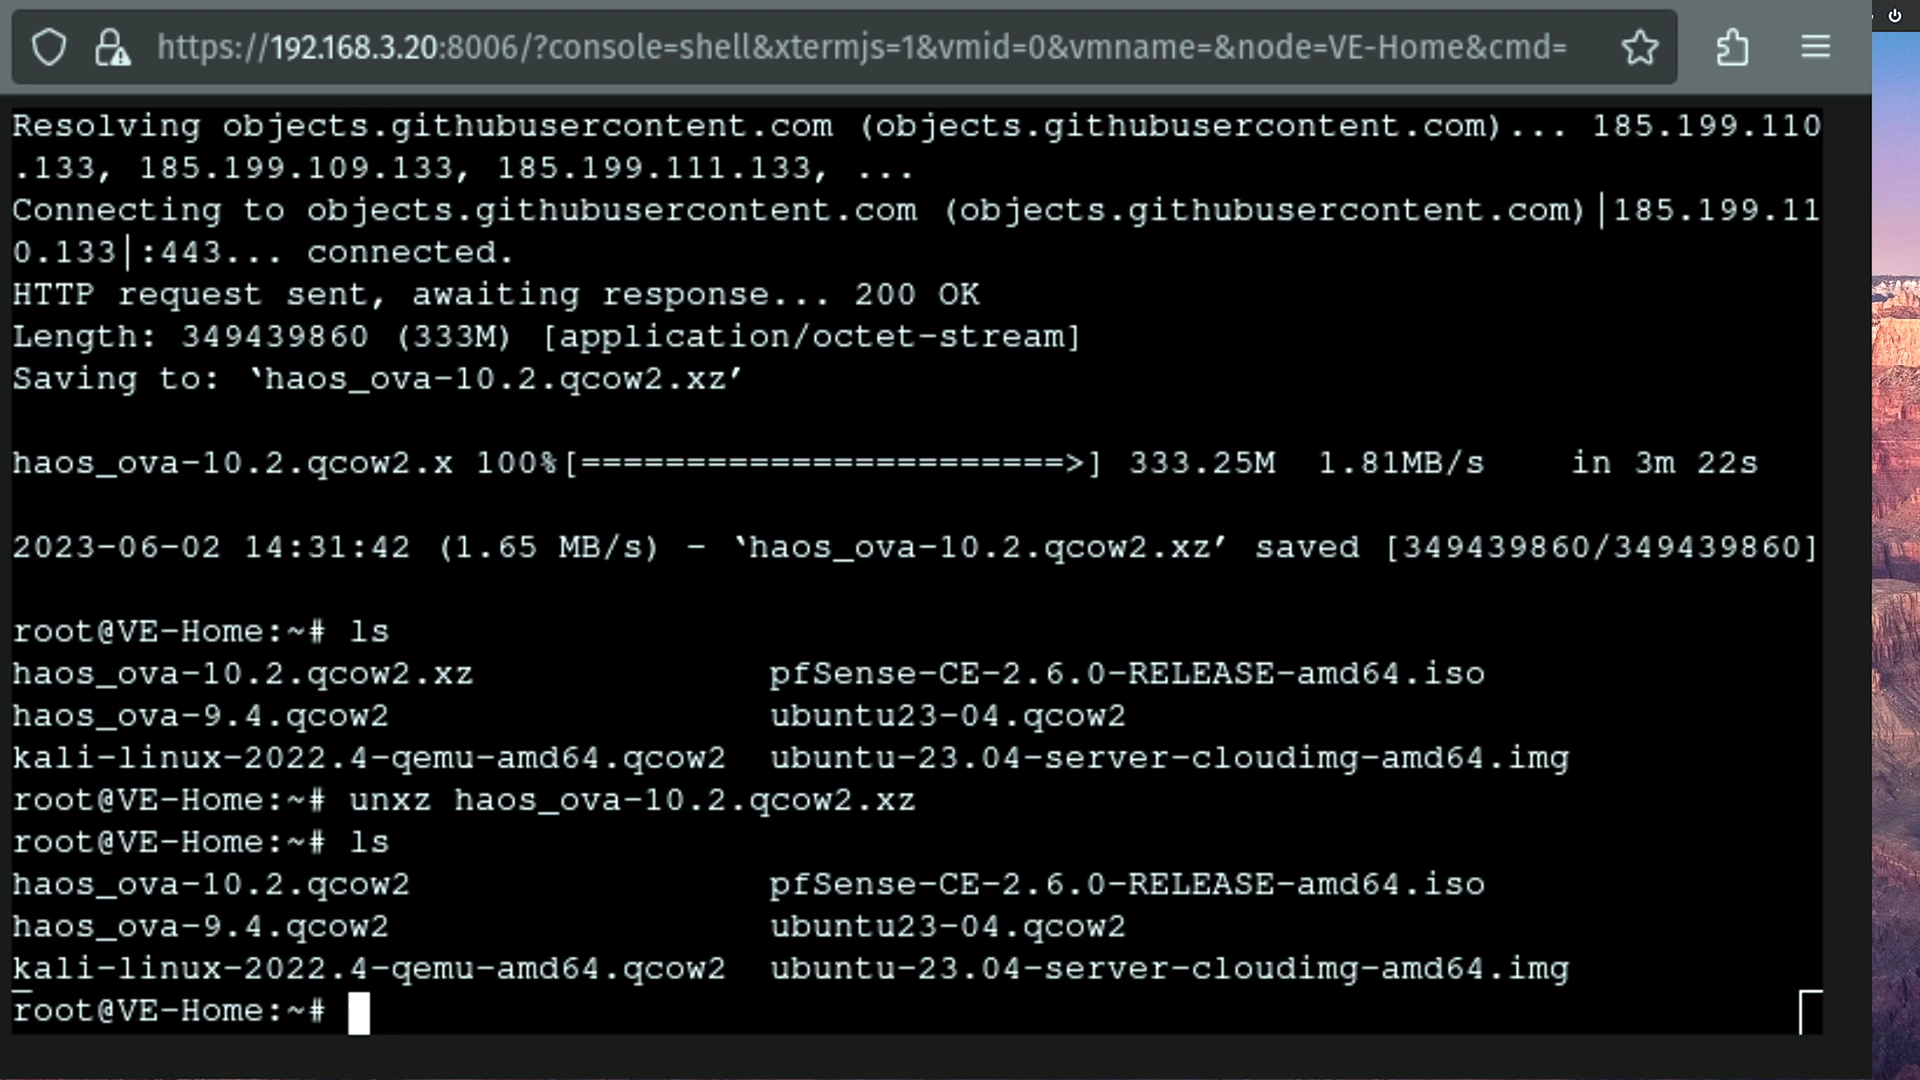 https://192.168.3.20:8006/?console=shell&xtermjs=1&vmid=0&vmname=&node=VE-Home&cmd=
Resolving objects.githubusercontent.com (objects.githubusercontent.com)... 185.199.110
.133, 185.199.109.133, 185.199.111.133, ...
Connecting to objects.githubusercontent.com (objects.githubusercontent.com)|185.199.11
0.133|:443... connected.
HTTP request sent, awaiting response... 200 OK
Length: 349439860 (333M) [application/octet-stream]
Saving to: ‘haos_ova-10.2.qcow2.xz’
haos_ova-10.2.qcow2.x 100%[=======================>] 333.25M  1.81MB/s    in 3m 22s
2023-06-02 14:31:42 (1.65 MB/s) - ‘haos_ova-10.2.qcow2.xz’ saved [349439860/349439860]
root@VE-Home:~# ls
haos_ova-10.2.qcow2.xz              pfSense-CE-2.6.0-RELEASE-amd64.iso
haos_ova-9.4.qcow2                  ubuntu23-04.qcow2
kali-linux-2022.4-qemu-amd64.qcow2  ubuntu-23.04-server-cloudimg-amd64.img
root@VE-Home:~# unxz haos_ova-10.2.qcow2.xz
root@VE-Home:~# ls
haos_ova-10.2.qcow2                 pfSense-CE-2.6.0-RELEASE-amd64.iso
haos_ova-9.4.qcow2                  ubuntu23-04.qcow2
kali-linux-2022.4-qemu-amd64.qcow2  ubuntu-23.04-server-cloudimg-amd64.img
root@VE-Home:~#